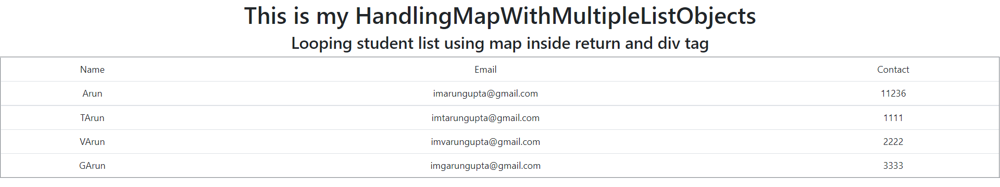 This is my HandlingMapWithMultipleListObjects
Looping student list using map inside return and div tag
Name Email Contact
Arun imarungupta@gmail.com 11236
TArun imtarungupta@gmail.com 1111
VArun imvarungupta@gmail.com 2222
GArun imgarungupta@gmail.com 3333